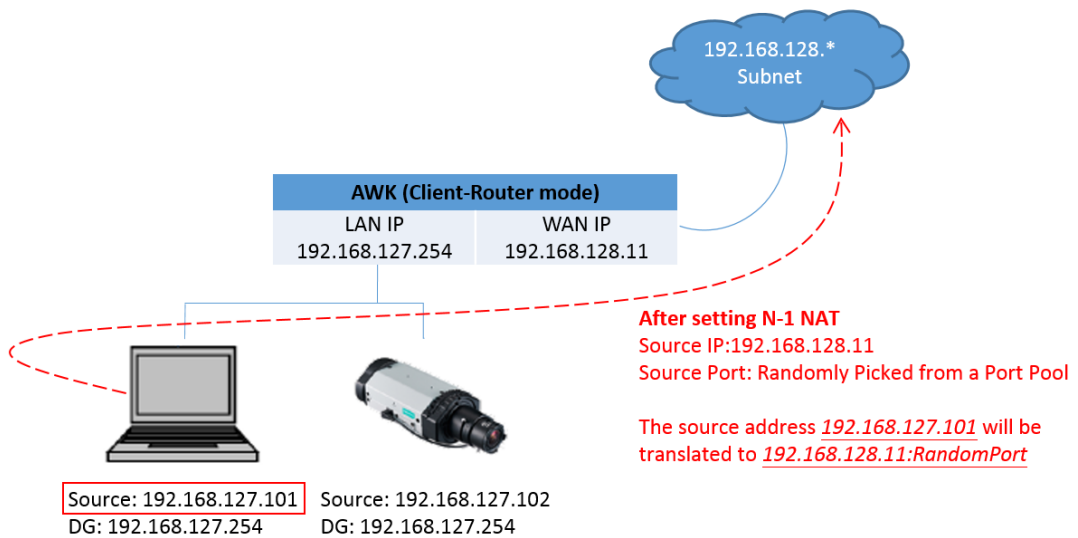 192.168.128.*
Subnet
AWK (Client-Router mode)
LAN IP
192.168.127.254
WAN IP
192.168.128.11
After setting N-1 NAT
Source IP:192.168.128.11
Source Port: Randomly Picked from a Port Pool
The source address 192.168.127.101 will be
translated to 192.168.128.11:RandomPort
Source: 192.168.127.101
DG: 192.168.127.254
Source: 192.168.127.102
DG: 192.168.127.254